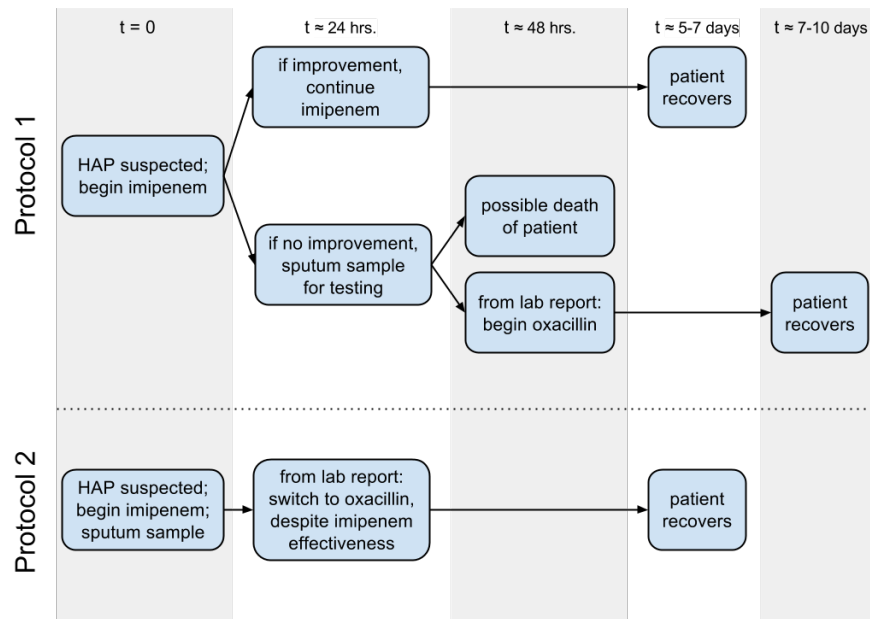 t = 0
t ≈ 24 hrs.
t ≈ 48 hrs.
t ≈ 5-7 days
t ≈ 7-10 days
Protocol 1
HAP suspected;
begin imipenem
if improvement,
continue
imipenem
patient
recovers
if no improvement,
sputum sample
for testing
possible death
of patient
from lab report:
begin oxacillin
patient
recovers
Protocol 2
HAP suspected;
begin imipenem;
sputum sample
from lab report:
switch to oxacillin,
despite imipenem
effectiveness
patient
recovers